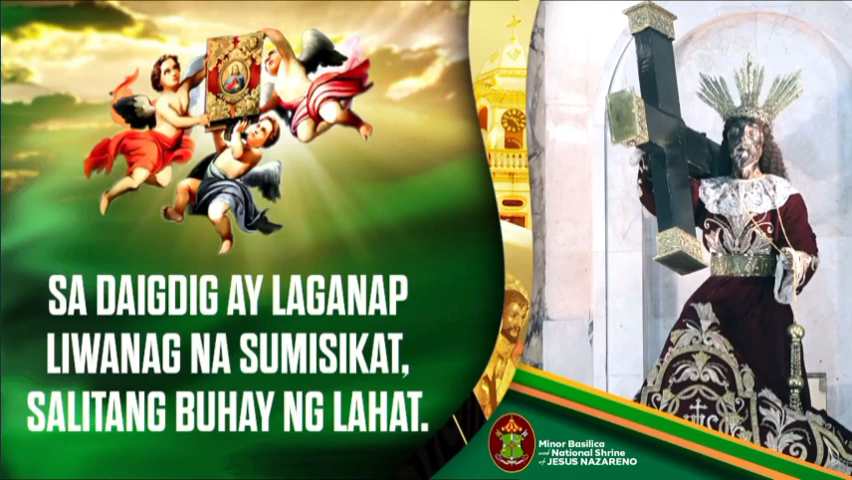 SA DAIGDIG AY LAGANAP
LIWANAG NA SUMISIKAT,
SALITANG BUHAY NG LAHAT.
Minor Basilica
and National Shrine
of JESUS NAZARENO